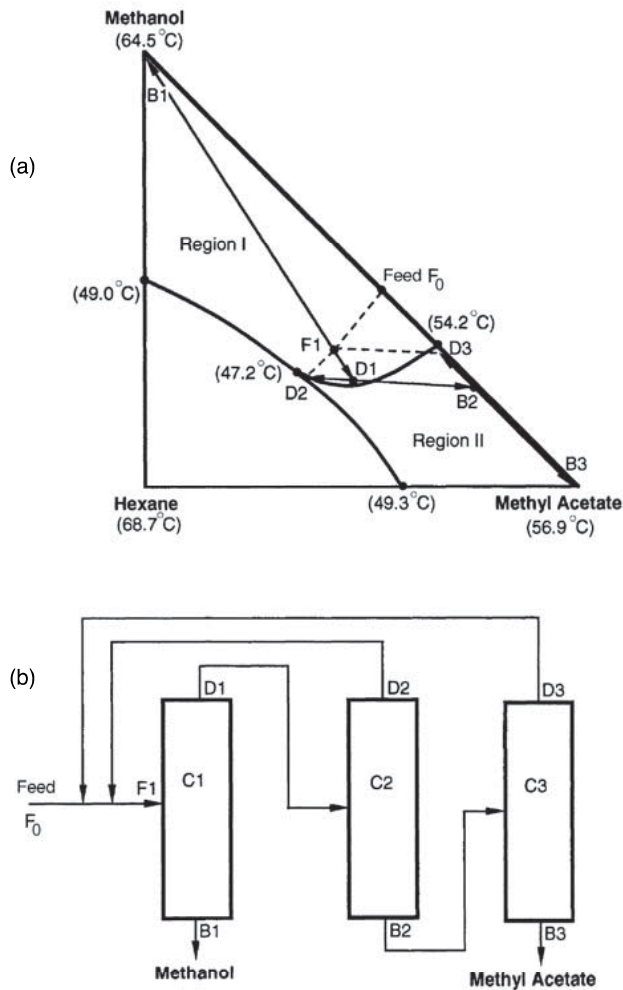 (a)
Methanol
(64.5°C)
B1
Region I
Feed F₀
(49.0°C)
(54.2°C)
F1
D3
D1
(47.2°C)
D2
B2
Region II
B3
Hexane
(68.7°C)
(49.3°C)
Methyl Acetate
(56.9°C)
(b)
D1
D2
D3
C1
C2
C3
Feed
F1
F₀
B1
B2
B3
Methanol
Methyl Acetate